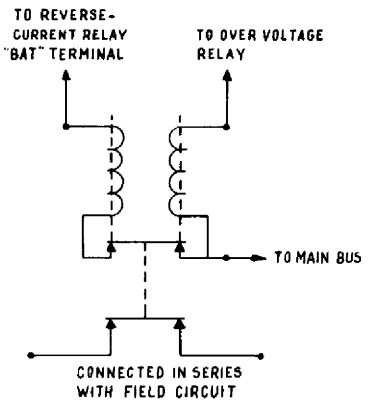 TO REVERSE-
CURRENT RELAY
"BAT" TERMINAL
TO OVER VOLTAGE
RELAY
TO MAIN BUS
CONNECTED IN SERIES
WITH FIELD CIRCUIT